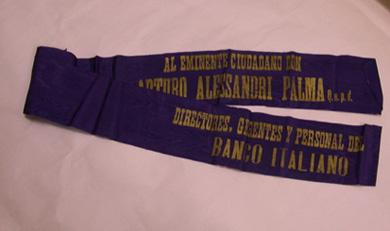 AL EMINENTE CIUDADANO DON
ARTURO ALESSANDRI PALMA Q.e.p.d.
DIRECTORES, GERENTES Y PERSONAL DEL
BANCO ITALIANO